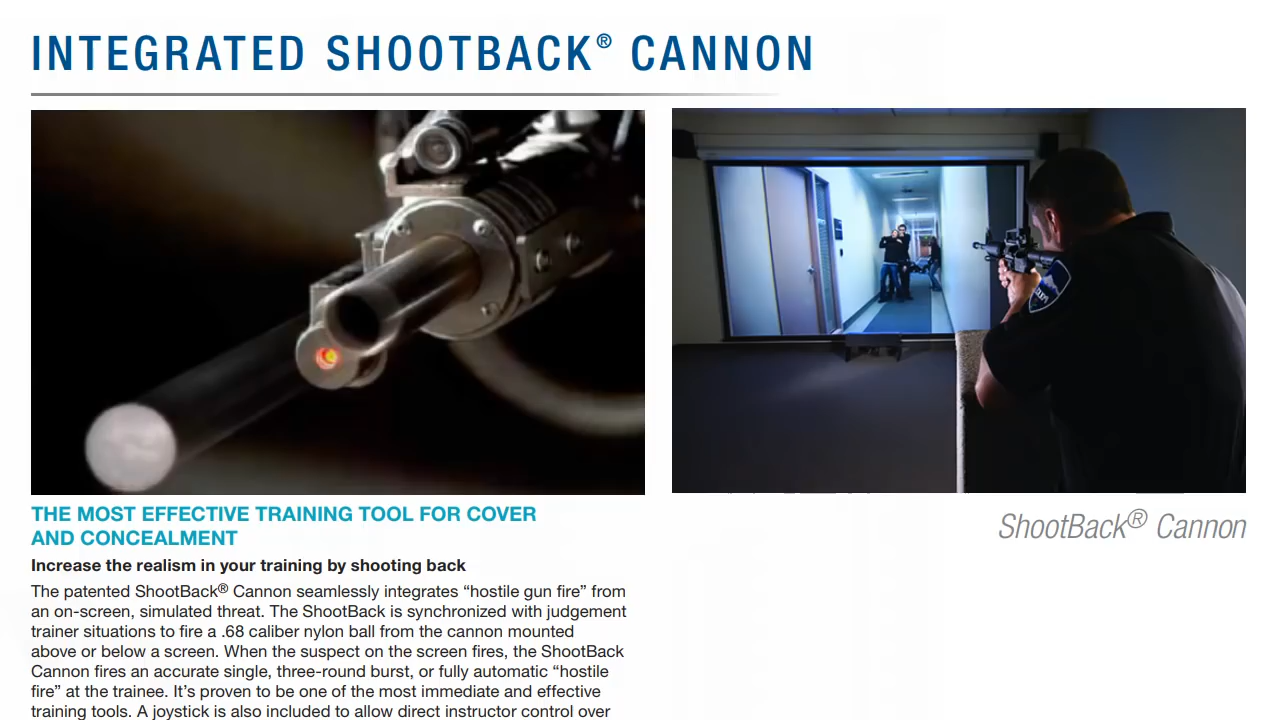 INTEGRATED SHOOTBACK® CANNON
THE MOST EFFECTIVE TRAINING TOOL FOR COVER
AND CONCEALMENT
Increase the realism in your training by shooting back
The patented ShootBack® Cannon seamlessly integrates “hostile gun fire” from
an on-screen, simulated threat. The ShootBack is synchronized with judgement
trainer situations to fire a .68 caliber nylon ball from the cannon mounted
above or below a screen. When the suspect on the screen fires, the ShootBack
Cannon fires an accurate single, three-round burst, or fully automatic “hostile
fire” at the trainee. It’s proven to be one of the most immediate and effective
training tools. A joystick is also included to allow direct instructor control over
ShootBack® Cannon